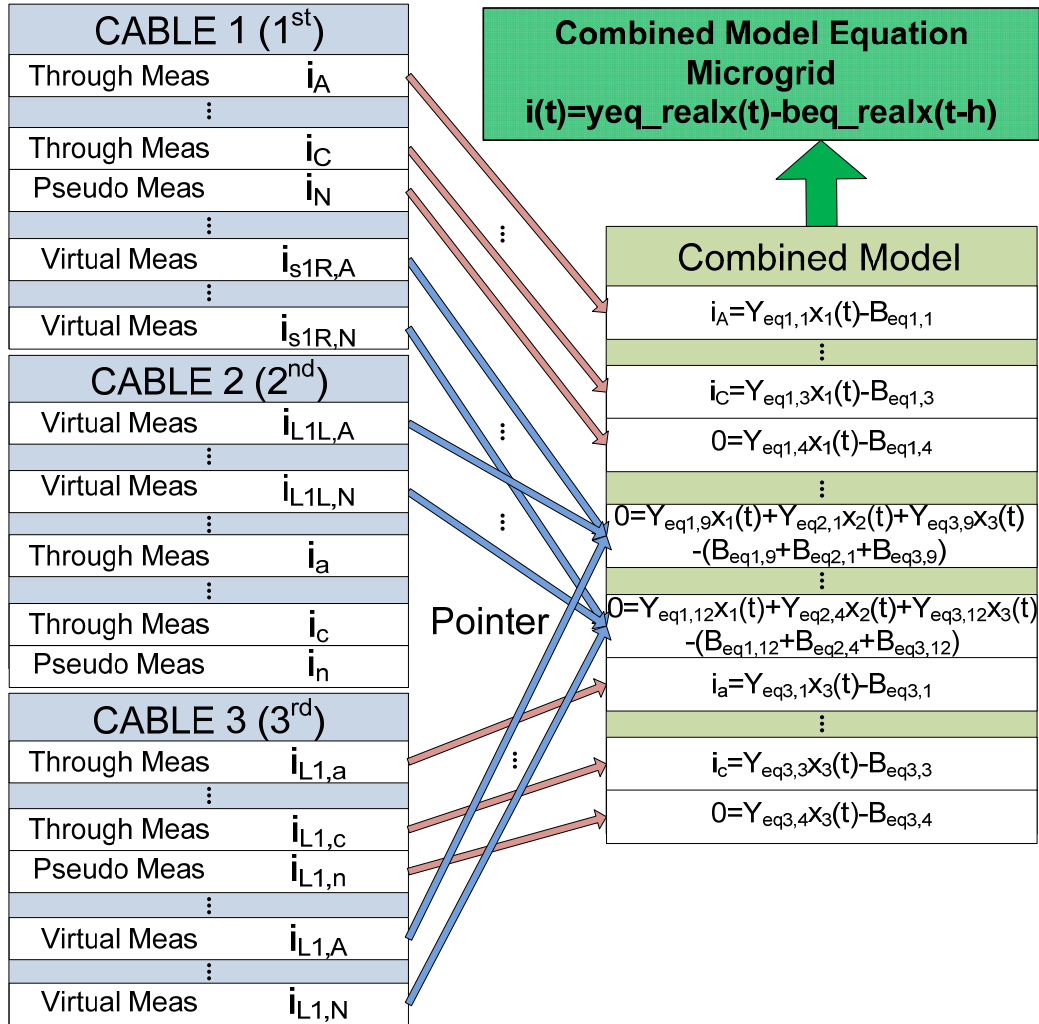 CABLE 1 (1st)
Through Meas iA
⋮
Through Meas iC
Pseudo Meas iN
⋮
Virtual Meas is1R,A
⋮
Virtual Meas is1R,N
CABLE 2 (2nd)
Virtual Meas iL1L,A
⋮
Virtual Meas iL1L,N
⋮
Through Meas ia
⋮
Through Meas ic
Pseudo Meas in
CABLE 3 (3rd)
Through Meas iL1,a
⋮
Through Meas iL1,c
Pseudo Meas iL1,n
⋮
Virtual Meas iL1,A
⋮
Virtual Meas iL1,N
⋮
⋮
⋮
Pointer
⋮
Combined Model Equation
Microgrid
i(t)=yeq_realx(t)-beq_realx(t-h)
Combined Model
iA=Yeq1,1x1(t)-Beq1,1
⋮
iC=Yeq1,3x1(t)-Beq1,3
0=Yeq1,4x1(t)-Beq1,4
⋮
0=Yeq1,9x1(t)+Yeq2,1x2(t)+Yeq3,9x3(t)
-(Beq1,9+Beq2,1+Beq3,9)
⋮
0=Yeq1,12x1(t)+Yeq2,4x2(t)+Yeq3,12x3(t)
-(Beq1,12+Beq2,4+Beq3,12)
ia=Yeq3,1x3(t)-Beq3,1
⋮
ic=Yeq3,3x3(t)-Beq3,3
0=Yeq3,4x3(t)-Beq3,4